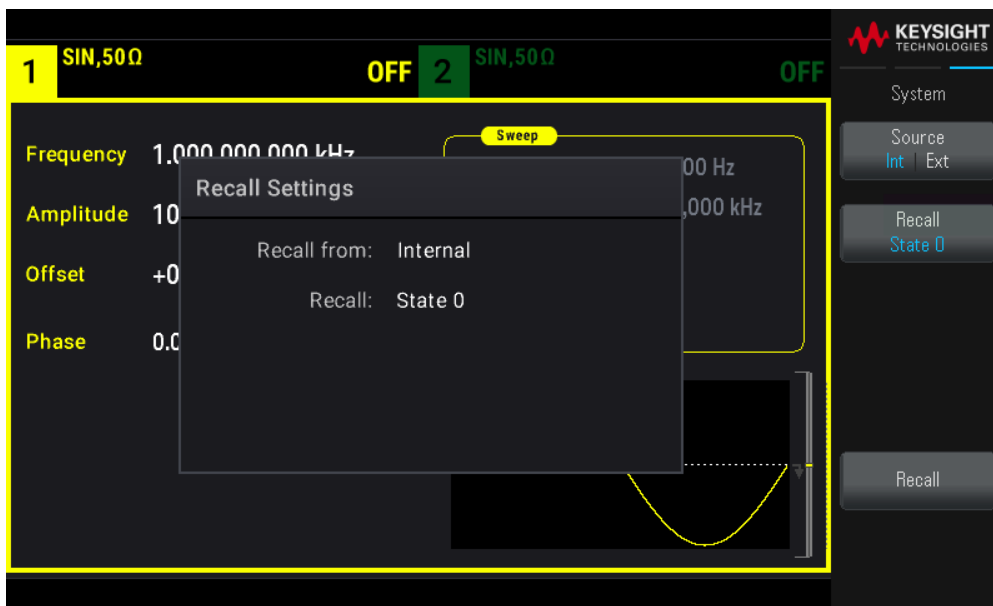 KEYSIGHT
TECHNOLOGIES
1 SIN,50Ω OFF 2 SIN,50Ω OFF
System
Source
Int | Ext
Sweep
Frequency 1.000,000,000 kHz
00 Hz
Recall Settings
Amplitude 10
,000 kHz
Recall
State 0
Recall from: Internal
Offset +0
Recall: State 0
Phase 0.0
Recall